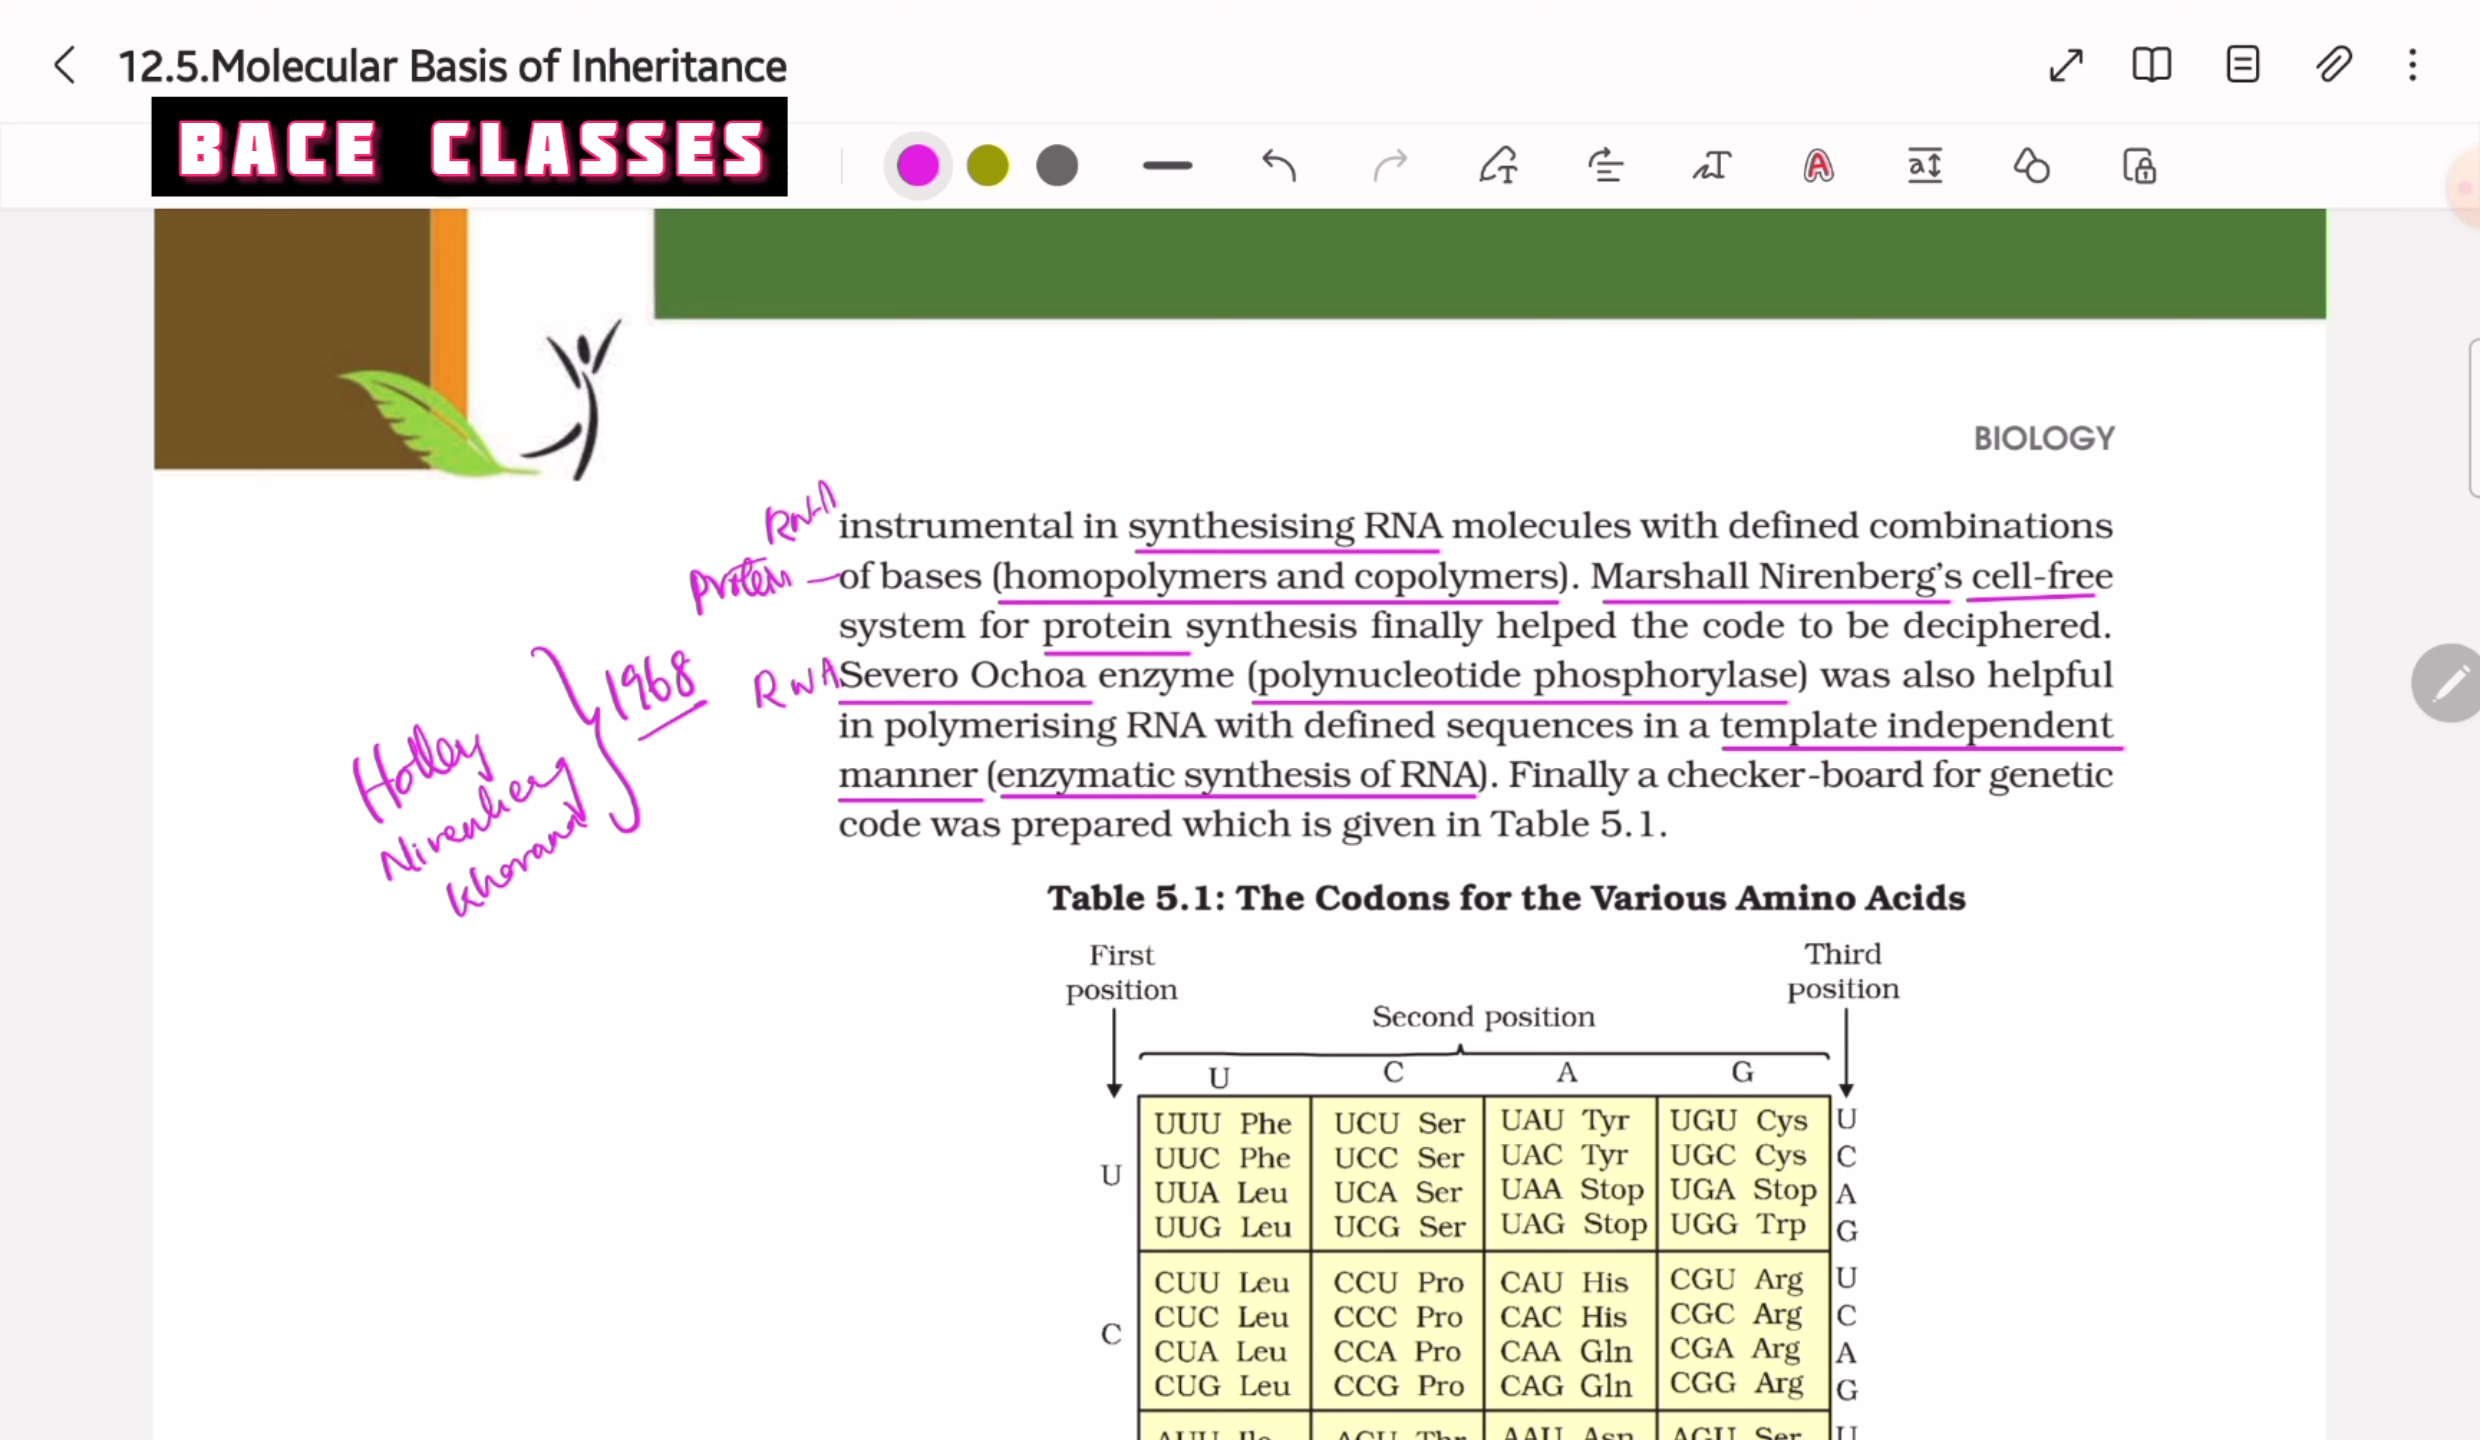 12.5.Molecular Basis of Inheritance
BACE CLASSES
BIOLOGY
RNA
instrumental in synthesising RNA molecules with defined combinations
protein
of bases (homopolymers and copolymers). Marshall Nirenberg's cell-free
system for protein synthesis finally helped the code to be deciphered.
1968
RNA
Severo Ochoa enzyme (polynucleotide phosphorylase) was also helpful
in polymerising RNA with defined sequences in a template independent
Holley
Nirenberg
Khorana
manner (enzymatic synthesis of RNA). Finally a checker-board for genetic
code was prepared which is given in Table 5.1.
Table 5.1: The Codons for the Various Amino Acids
First position
Third position
Second position
U C A G
UUU Phe UCU Ser UAU Tyr UGU Cys U
UUC Phe UCC Ser UAC Tyr UGC Cys C
U
UUA Leu UCA Ser UAA Stop UGA Stop A
UUG Leu UCG Ser UAG Stop UGG Trp G
CUU Leu CCU Pro CAU His CGU Arg U
CUC Leu CCC Pro CAC His CGC Arg C
C
CUA Leu CCA Pro CAA Gln CGA Arg A
CUG Leu CCG Pro CAG Gln CGG Arg G
AUU Ile ACU Thr AAU Asn AGU Ser U